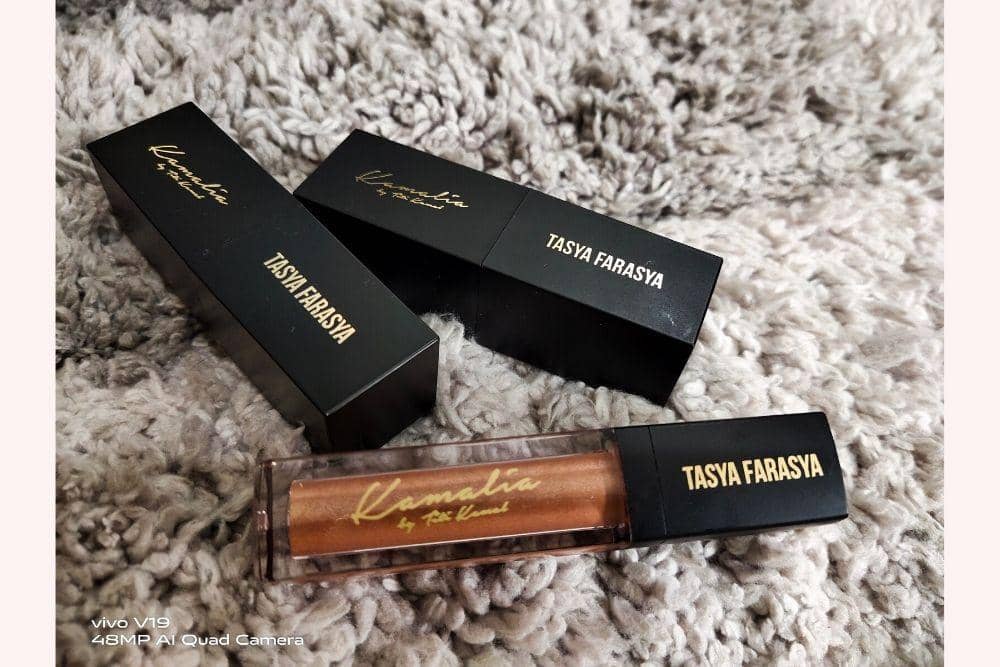 Kamalia
by Titi Kamal
TASYA FARASYA
Kamalia
by Titi Kamal
TASYA FARASYA
Kamalia
by Titi Kamal
TASYA FARASYA
vivo V19
48MP AI Quad Camera